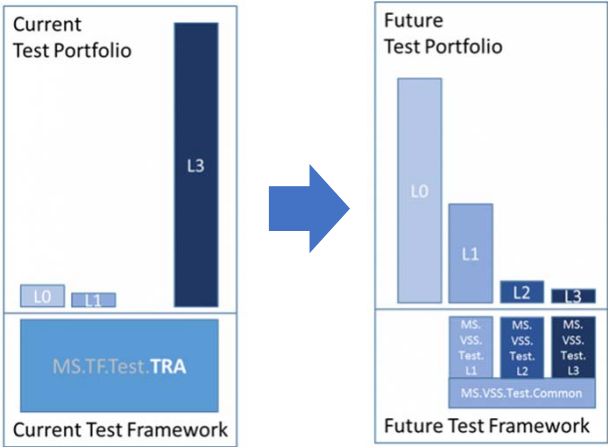 Current
Test Portfolio
L3
L0
L1
MS.TF.Test.TRA
Current Test Framework
Future
Test Portfolio
L0
L1
L2
L3
MS.
VSS.
Test.
L1
MS.
VSS.
Test.
L2
MS.
VSS.
Test.
L3
MS.VSS.Test.Common
Future Test Framework